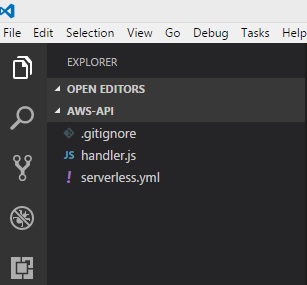 File Edit Selection View Go Debug Tasks Help
EXPLORER
OPEN EDITORS
AWS-API
.gitignore
JS handler.js
! serverless.yml